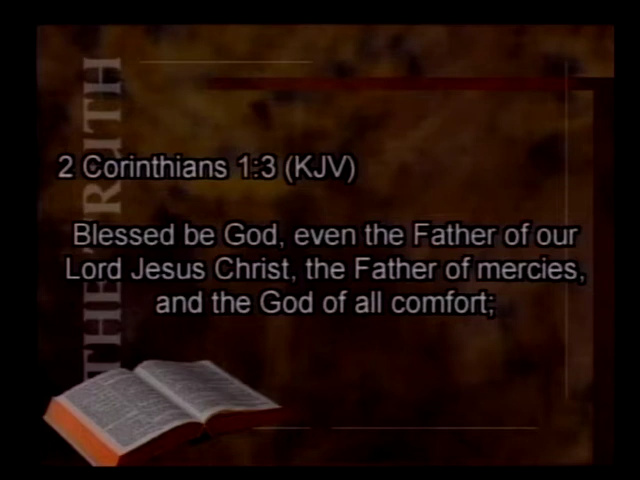 THE TRUTH
2 Corinthians 1:3 (KJV)
Blessed be God, even the Father of our
Lord Jesus Christ, the Father of mercies,
and the God of all comfort;